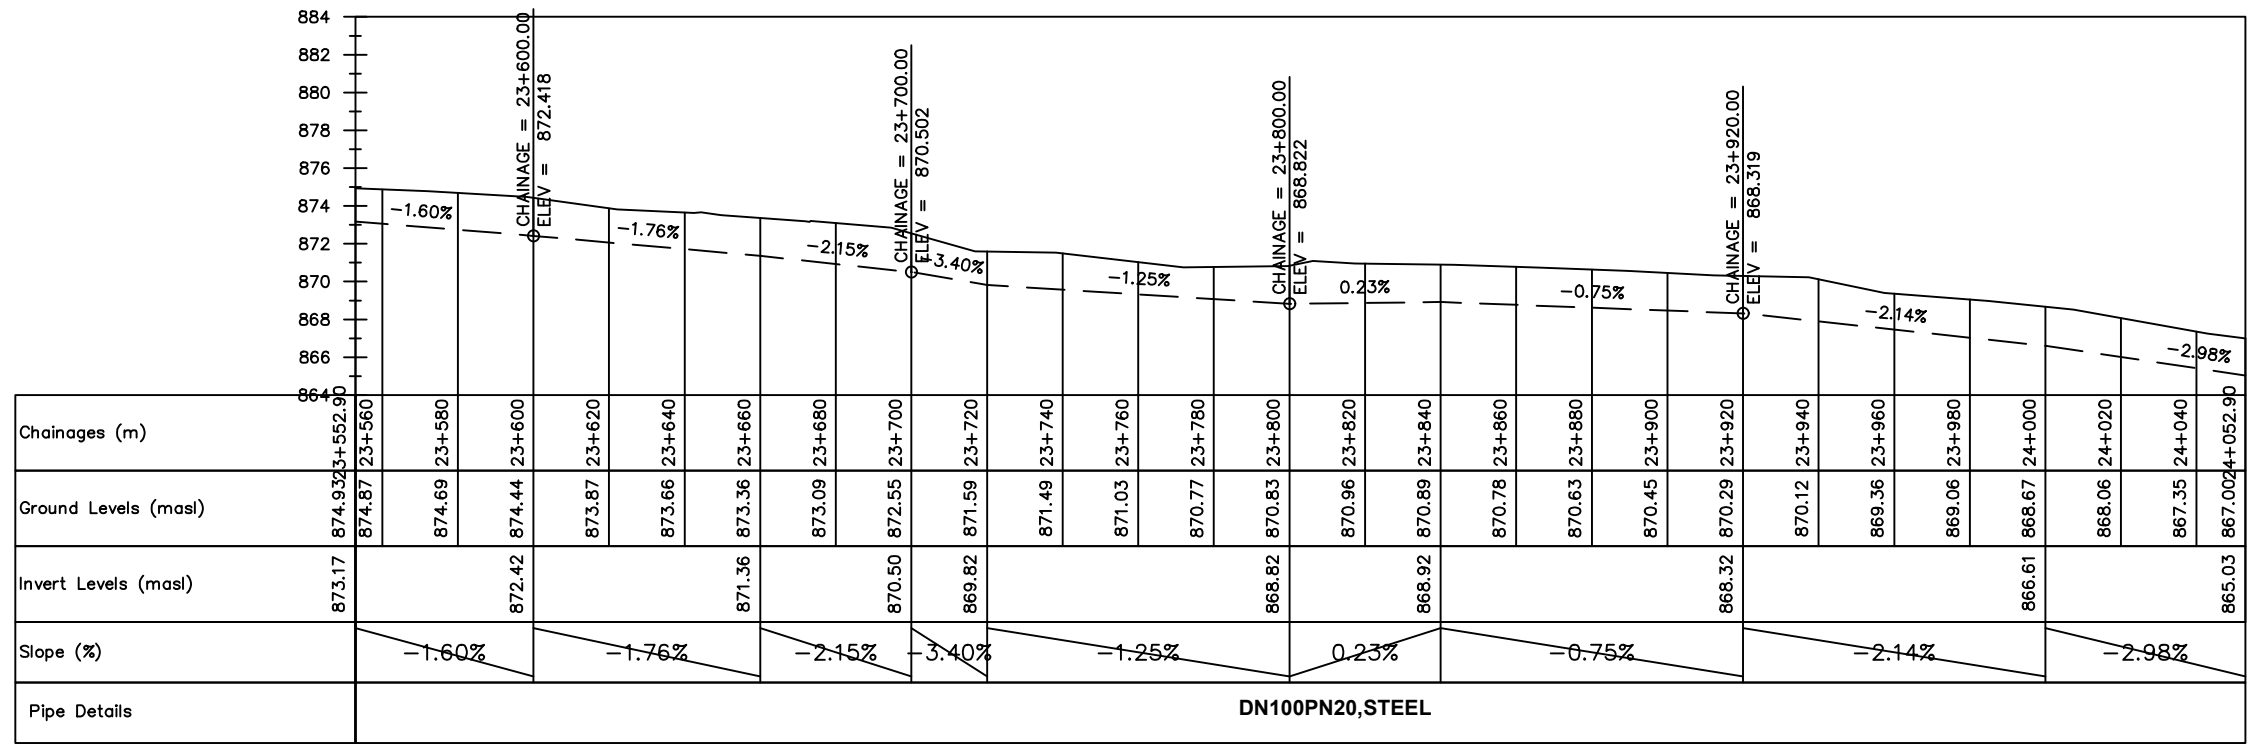 884
882
880
878
876
874
872
870
868
866
864
CHAINAGE = 23+600.00
ELEV = 872.418
CHAINAGE = 23+700.00
ELEV = 870.502
CHAINAGE = 23+800.00
ELEV = 868.822
CHAINAGE = 23+920.00
ELEV = 868.319
-1.60%
-1.76%
-2.15%
-3.40%
-1.25%
0.23%
-0.75%
-2.14%
-2.98%
Chainages (m) 23+552.90 23+560 23+580 23+600 23+620 23+640 23+660 23+680 23+700 23+720 23+740 23+760 23+780 23+800 23+820 23+840 23+860 23+880 23+900 23+920 23+940 23+960 23+980 24+000 24+020 24+040 24+052.90
Ground Levels (masl) 874.93 874.87 874.69 874.44 873.87 873.66 873.36 873.09 872.55 871.59 871.49 871.03 870.77 870.83 870.96 870.89 870.78 870.63 870.45 870.29 870.12 869.36 869.06 868.67 868.06 867.35 867.00
Invert Levels (masl) 873.17 872.42 871.36 870.50 869.82 868.82 868.92 868.32 866.61 865.03
Slope (%) -1.60% -1.76% -2.15% -3.40% -1.25% 0.23% -0.75% -2.14% -2.98%
Pipe Details DN100PN20,STEEL